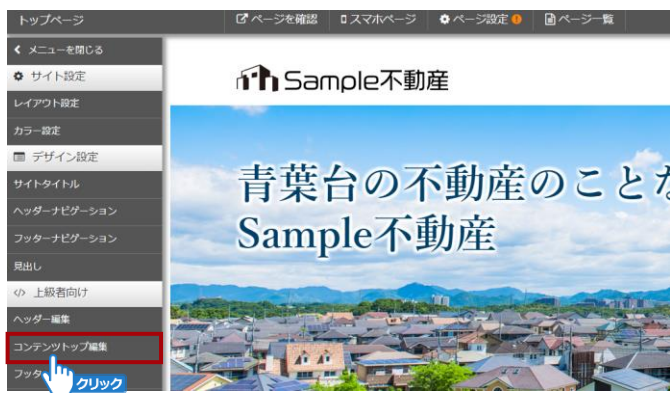 トップページ
ページを確認
スマホページ
ページ設定
ページ一覧
メニューを閉じる
サイト設定
レイアウト設定
カラー設定
デザイン設定
サイトタイトル
ヘッダーナビゲーション
フッターナビゲーション
見出し
上級者向け
ヘッダー編集
コンテンツトップ編集
フッタ
クリック
Sample不動産
青葉台の不動産のことな
Sample不動産